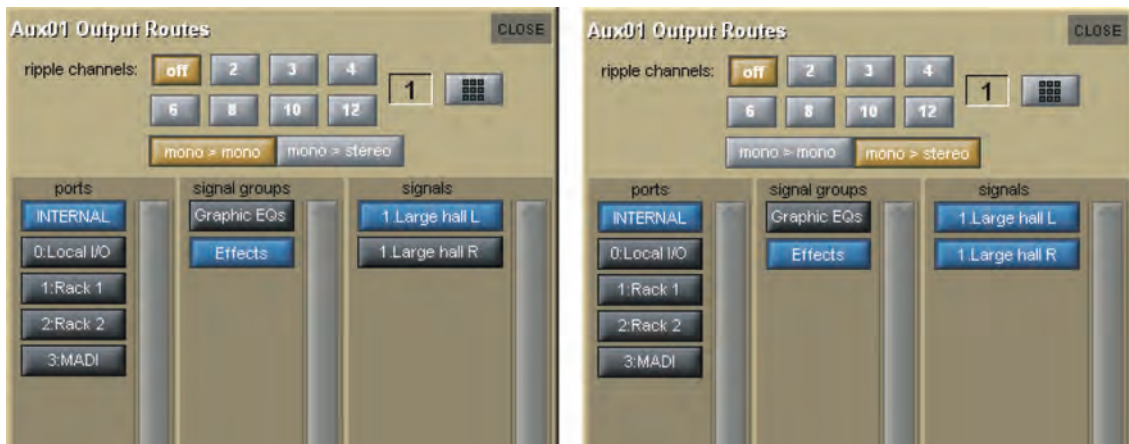 Aux01 Output Routes CLOSE
ripple channels: off 2 3 4
1
6 8 10 12
mono > mono mono > stereo
ports signal groups signals
INTERNAL Graphic EQs 1.Large hall L
0:Local I/O Effects 1.Large hall R
1:Rack 1
2:Rack 2
3:MADI
Aux01 Output Routes CLOSE
ripple channels: off 2 3 4
1
6 8 10 12
mono > mono mono > stereo
ports signal groups signals
INTERNAL Graphic EQs 1.Large hall L
0:Local I/O Effects 1.Large hall R
1:Rack 1
2:Rack 2
3:MADI